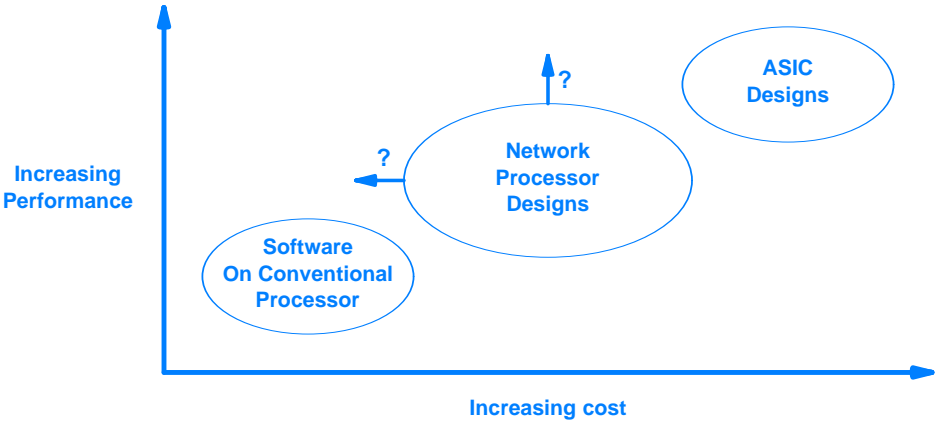 ASIC
Designs
?
Network
Processor
Designs
?
Increasing
Performance
Software
On Conventional
Processor
Increasing cost